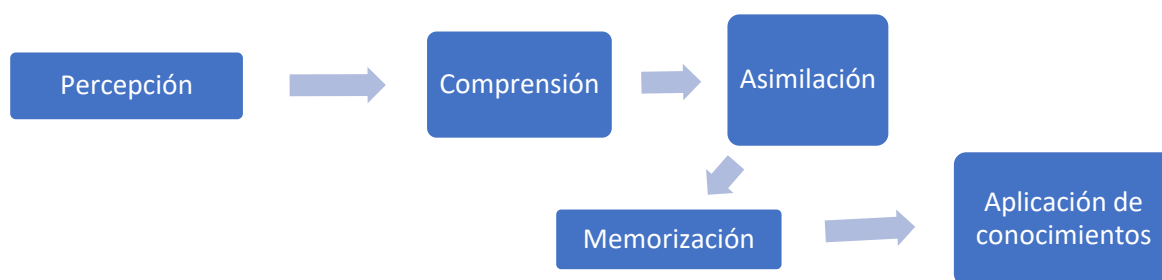 Percepción
Comprensión
Asimilación
Memorización
Aplicación de
conocimientos